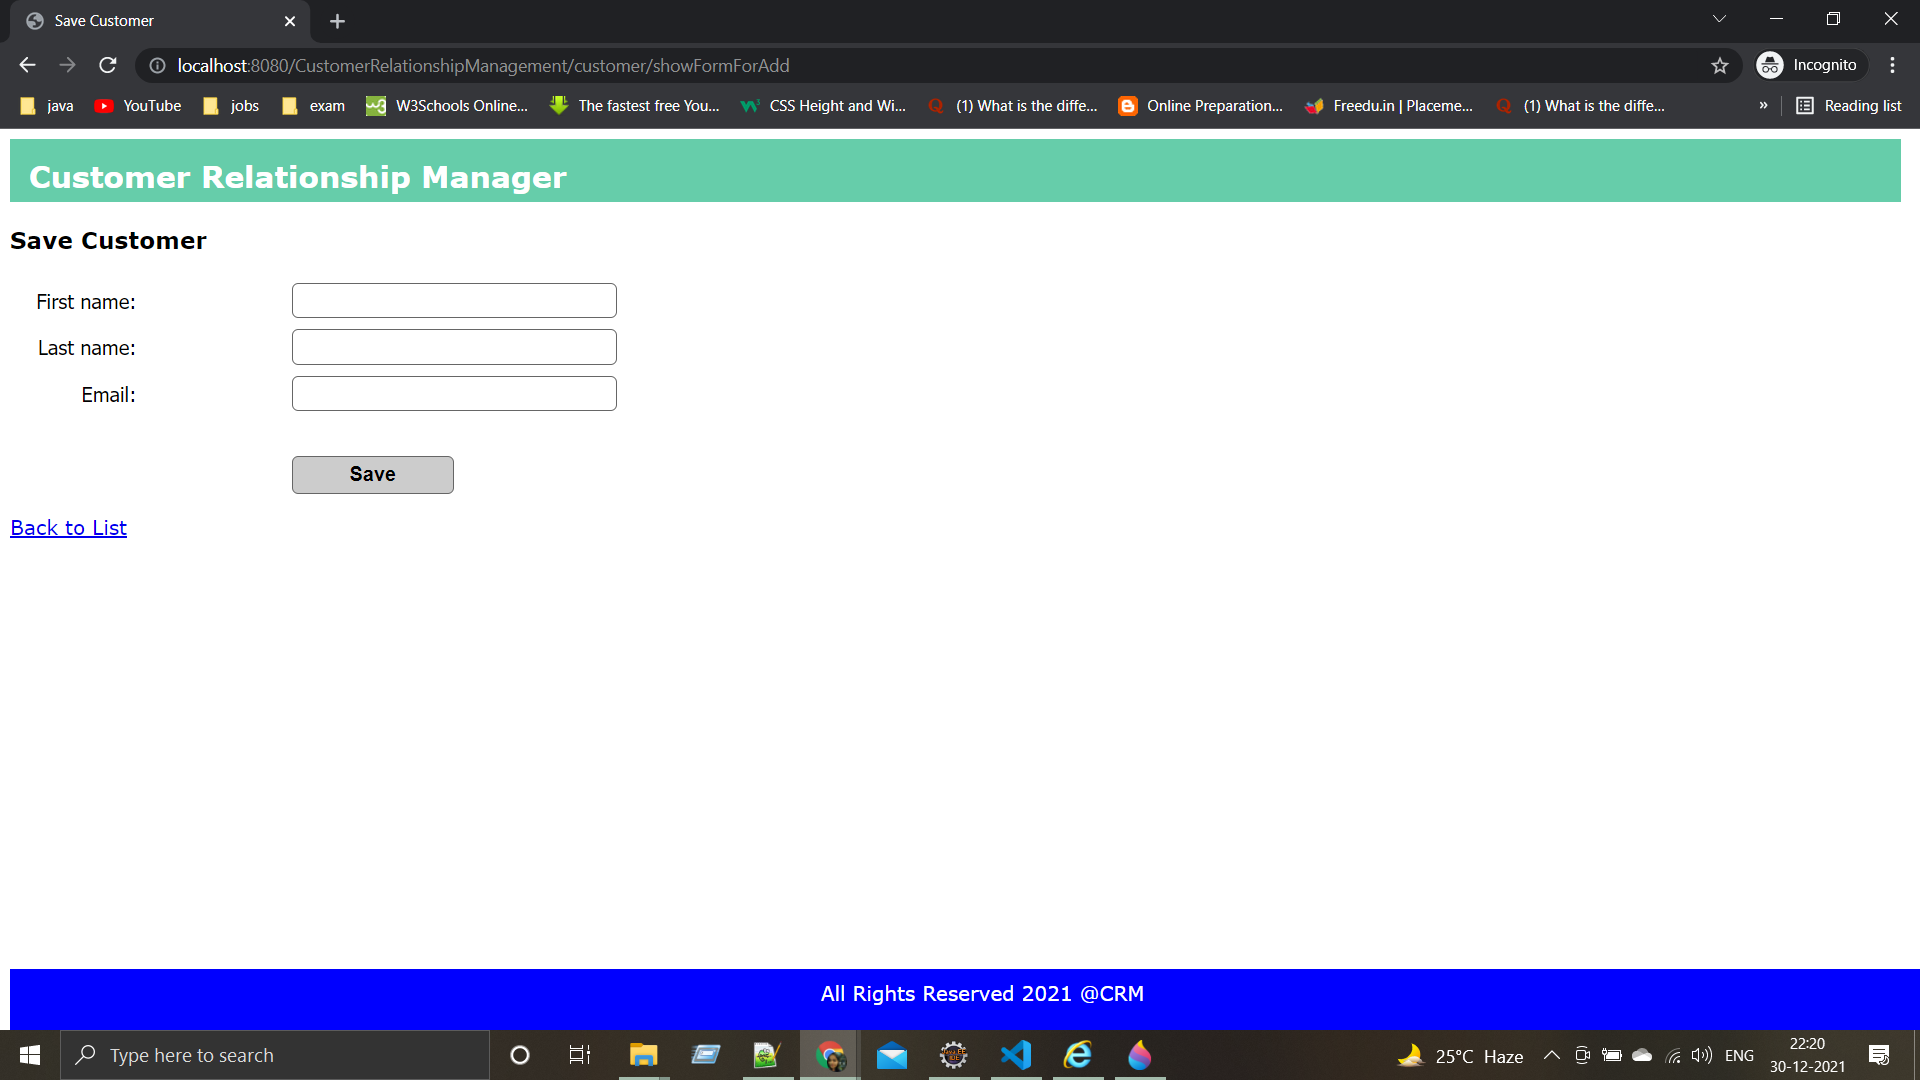 Save Customer
localhost:8080/CustomerRelationshipManagement/customer/showFormForAdd
Incognito
java YouTube jobs exam W3Schools Online... The fastest free You... CSS Height and Wi... (1) What is the diffe... Online Preparation... Freedu.in | Placeme... (1) What is the diffe... » Reading list
Customer Relationship Manager
Save Customer
First name:
Last name:
Email:
Save
Back to List
All Rights Reserved 2021 @CRM
Type here to search
25°C Haze
ENG
22:20
30-12-2021